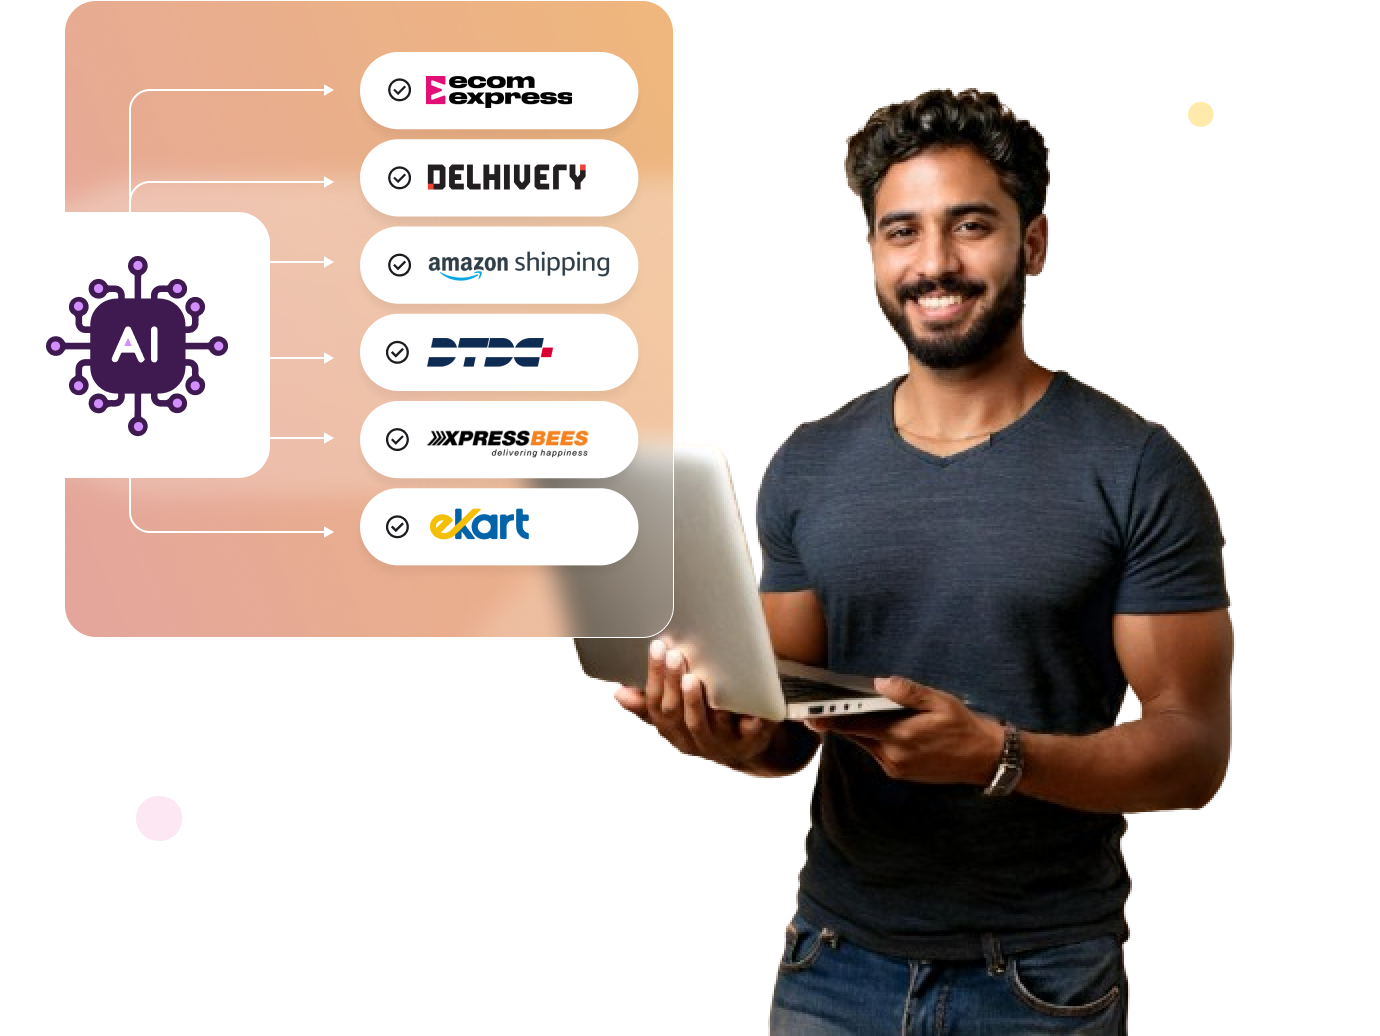 AI
ecom
express
DELHIVERY
amazon shipping
DTDC
XPRESSBEES
delivering happiness
ekart